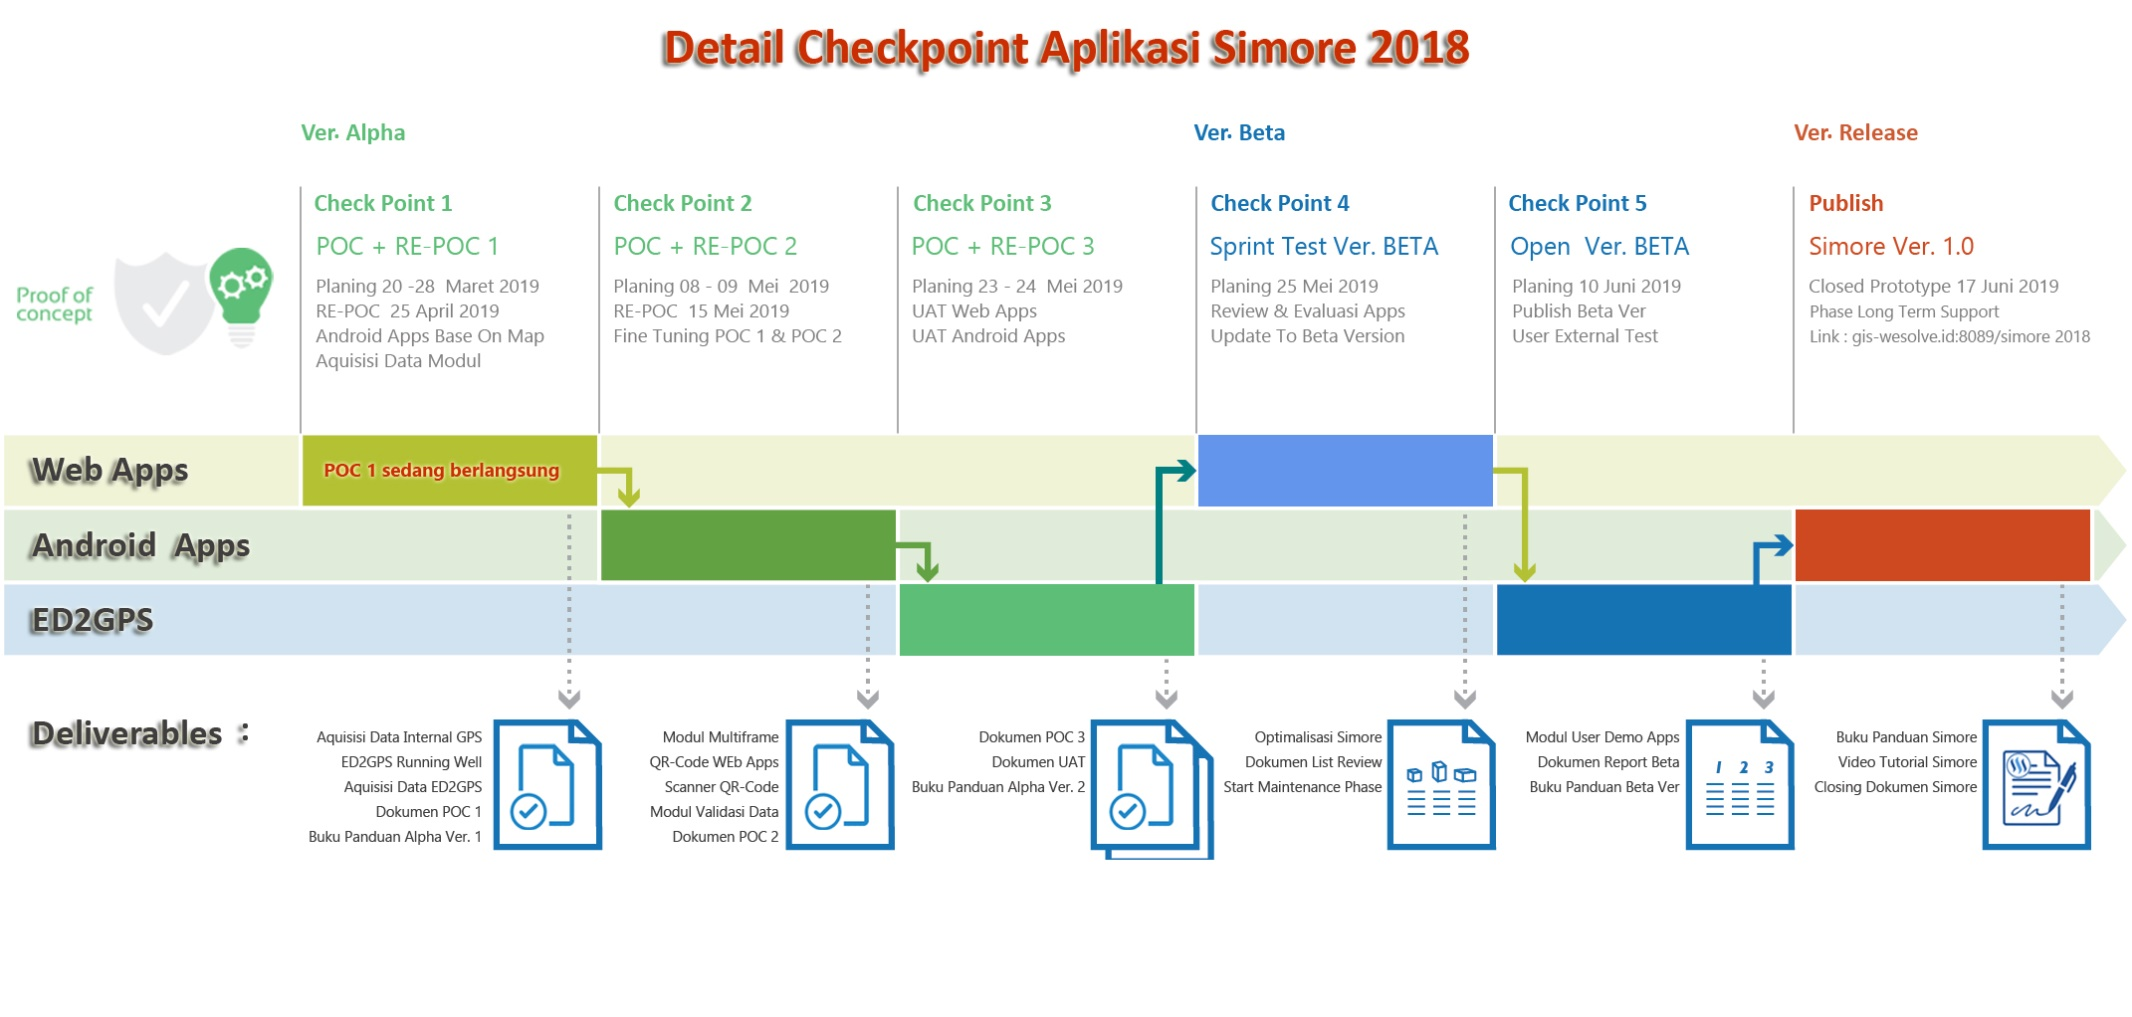 Detail Checkpoint Aplikasi Simore 2018
Ver. Alpha
Ver. Beta
Ver. Release
Proof of
concept
Check Point 1
POC + RE-POC 1
Planing 20 -28 Maret 2019
RE-POC 25 April 2019
Android Apps Base On Map
Aquisisi Data Modul
Check Point 2
POC + RE-POC 2
Planing 08 - 09 Mei 2019
RE-POC 15 Mei 2019
Fine Tuning POC 1 & POC 2
Check Point 3
POC + RE-POC 3
Planing 23 - 24 Mei 2019
UAT Web Apps
UAT Android Apps
Check Point 4
Sprint Test Ver. BETA
Planing 25 Mei 2019
Review & Evaluasi Apps
Update To Beta Version
Check Point 5
Open Ver. BETA
Planing 10 Juni 2019
Publish Beta Ver
User External Test
Publish
Simore Ver. 1.0
Closed Prototype 17 Juni 2019
Phase Long Term Support
Link : gis-wesolve.id:8089/simore 2018
Web Apps
POC 1 sedang berlangsung
Android Apps
ED2GPS
Deliverables :
Aquisisi Data Internal GPS
ED2GPS Running Well
Aquisisi Data ED2GPS
Dokumen POC 1
Buku Panduan Alpha Ver. 1
Modul Multiframe
QR-Code WEb Apps
Scanner QR-Code
Modul Validasi Data
Dokumen POC 2
Dokumen POC 3
Dokumen UAT
Buku Panduan Alpha Ver. 2
Optimalisasi Simore
Dokumen List Review
Start Maintenance Phase
Modul User Demo Apps
Dokumen Report Beta
Buku Panduan Beta Ver
1 2 3
Buku Panduan Simore
Video Tutorial Simore
Closing Dokumen Simore